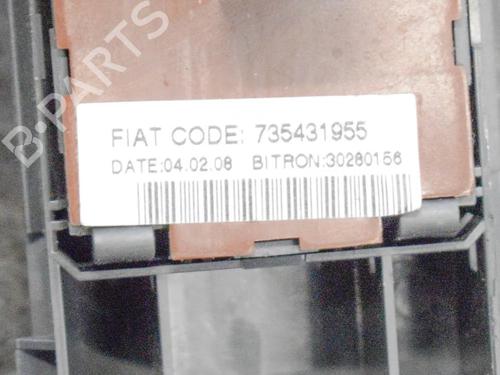 B-PARTS
FIAT CODE: 735431955
DATE:04.02.08 BITRON:30280156